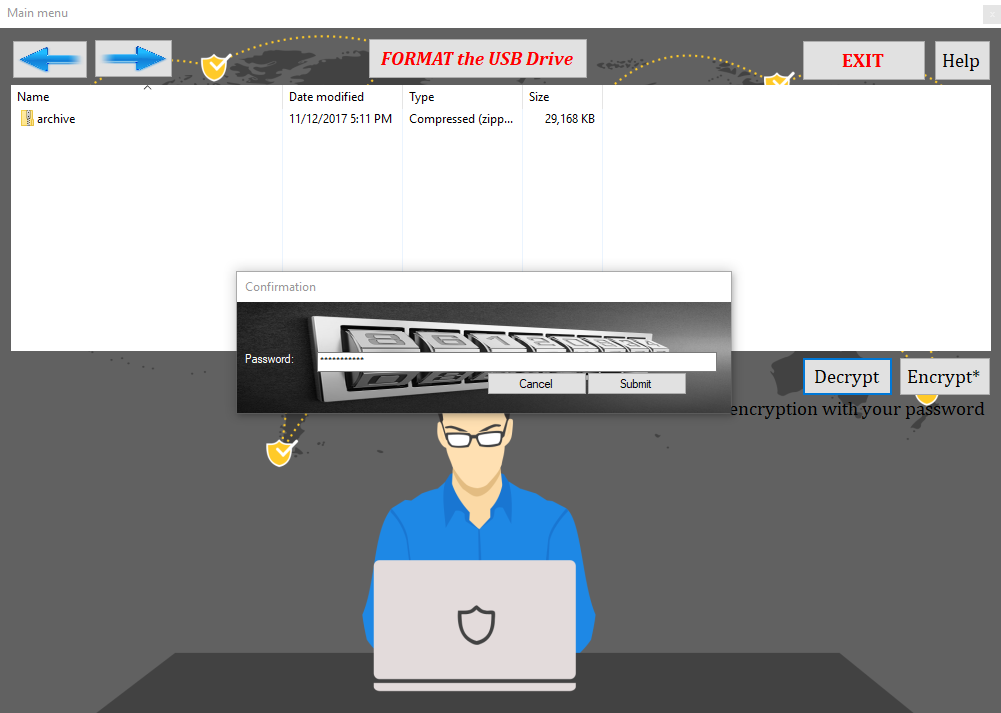 Main menu
FORMAT the USB Drive
EXIT
Help
Name Date modified Type Size
archive 11/12/2017 5:11 PM Compressed (zipp... 29,168 KB
Confirmation
Password: ***********
Cancel Submit
Decrypt Encrypt*
encryption with your password